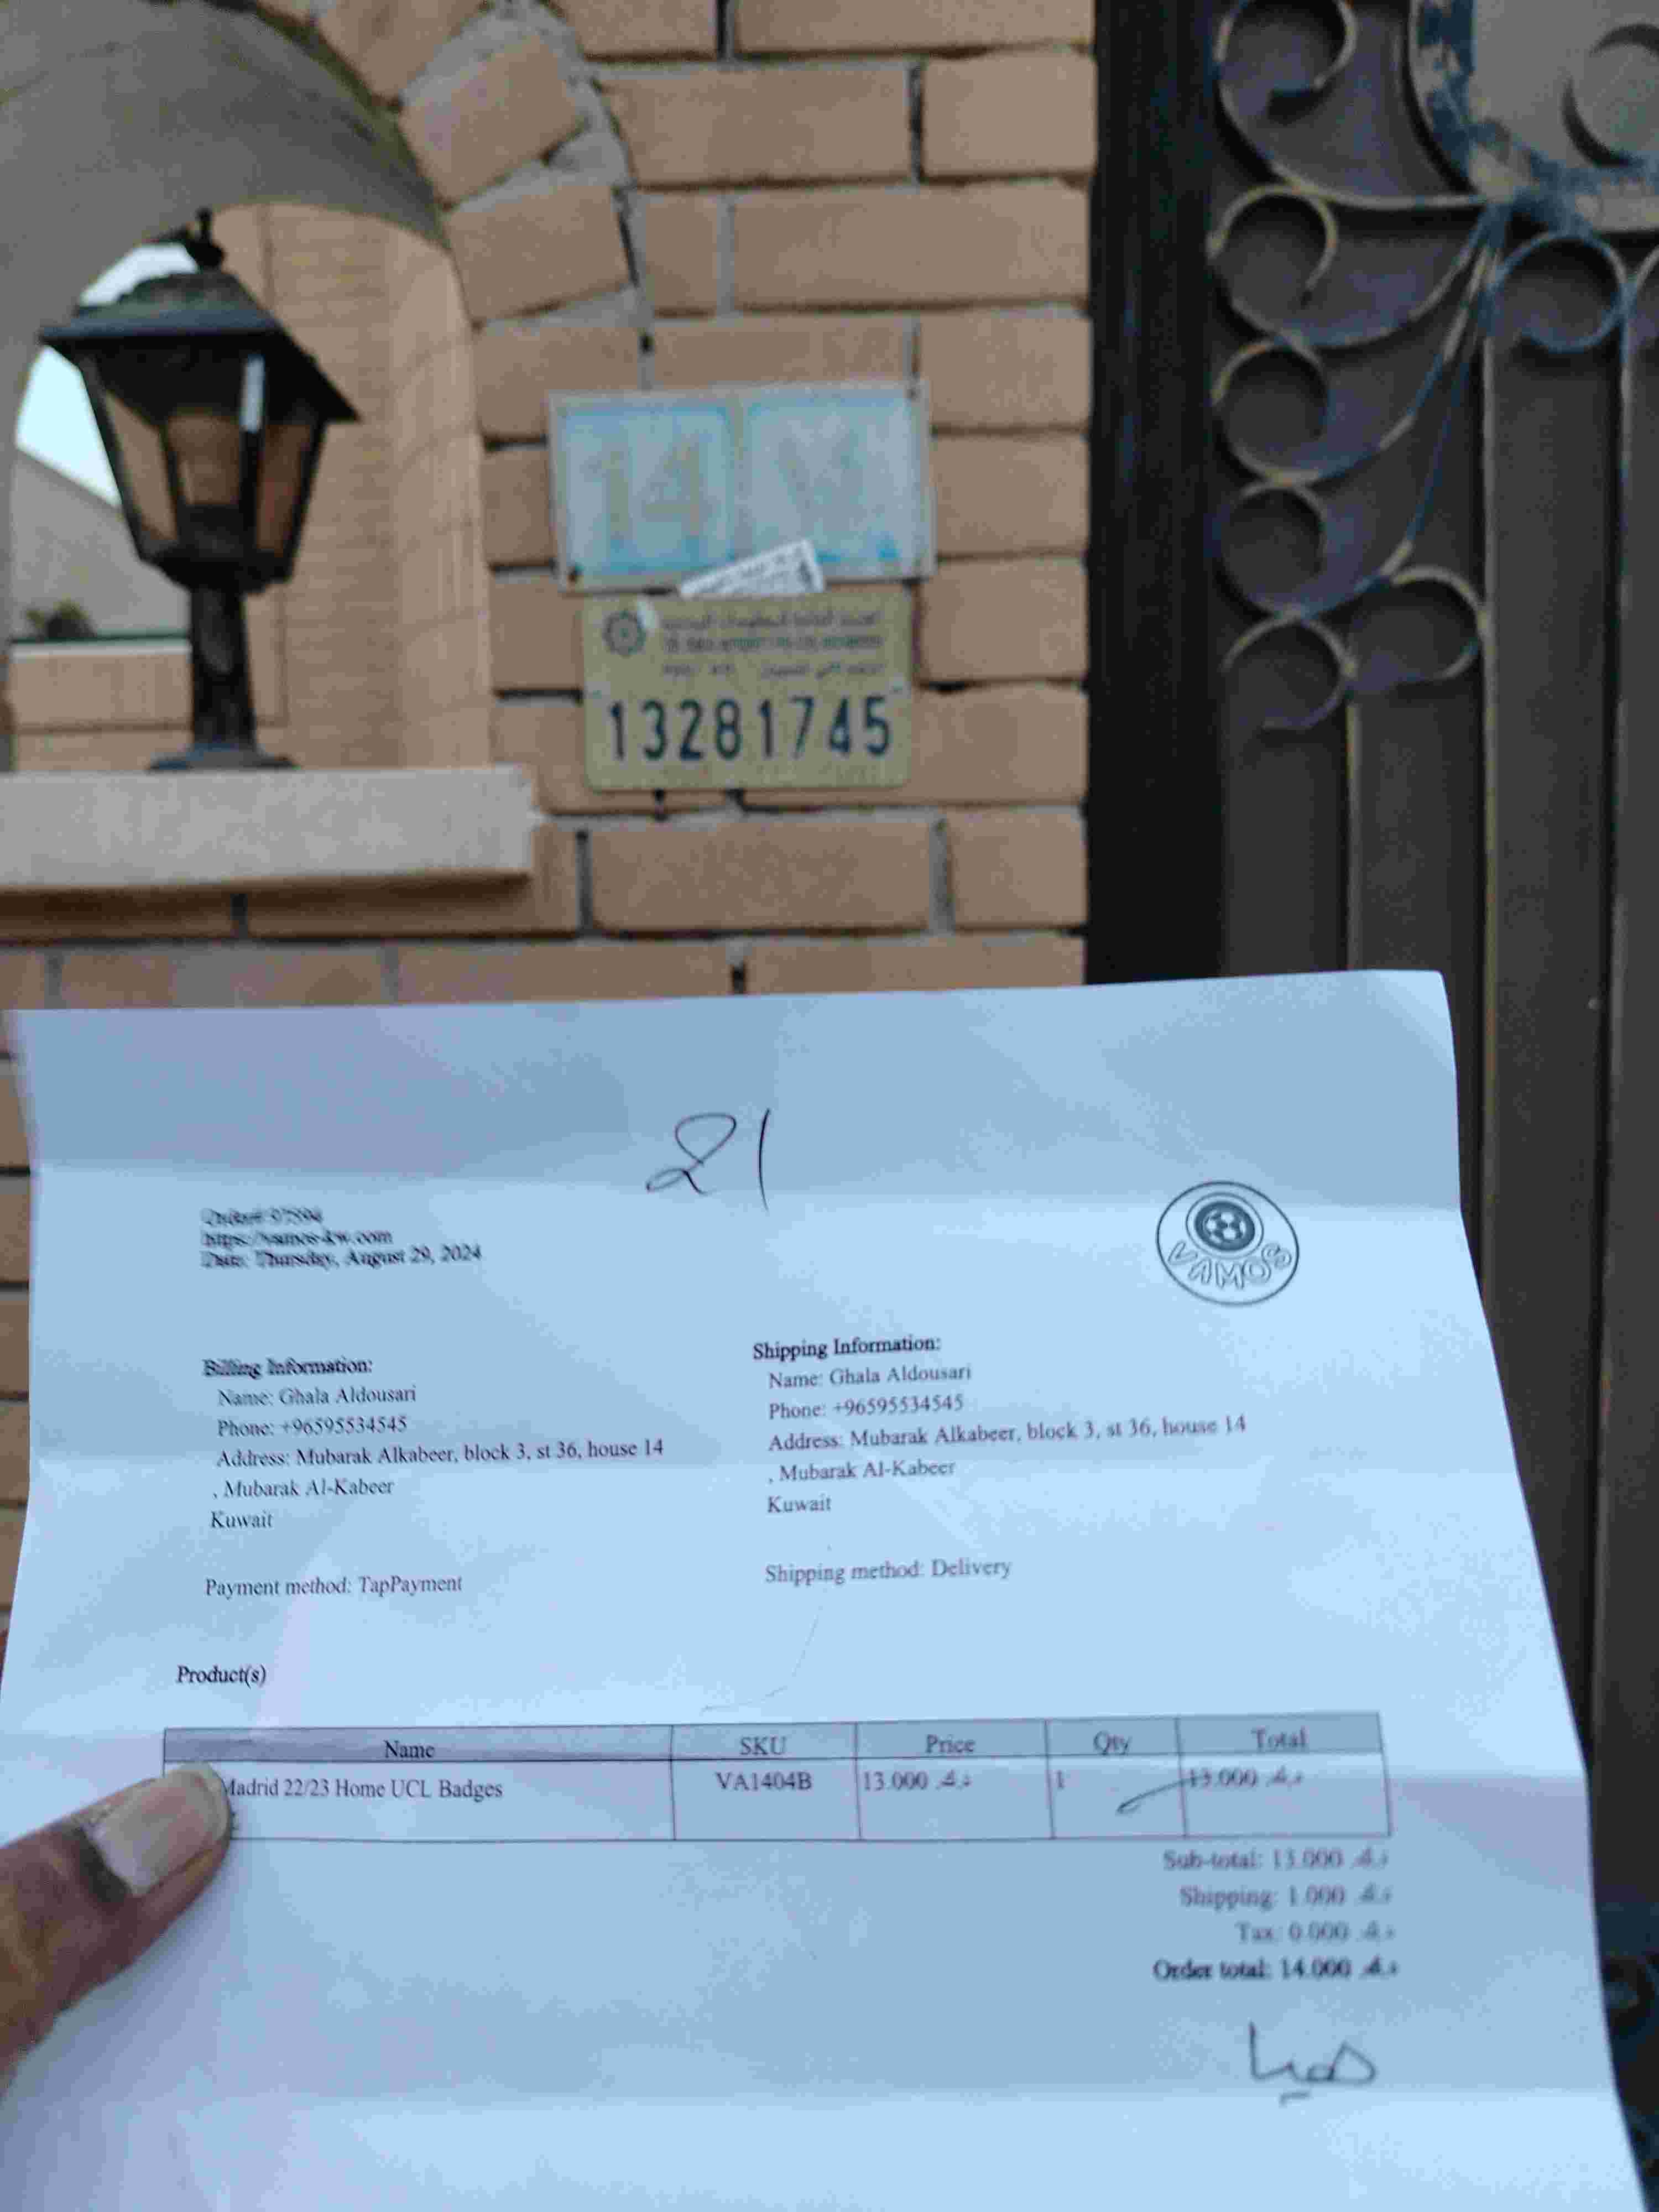 14
13281745
21
https://vamos-kw.com
Date: Thursday, August 29, 2024
VAMOS
Billing Information:
Name: Ghala Aldousari
Phone: +96595534545
Address: Mubarak Alkabeer, block 3, st 36, house 14
, Mubarak Al-Kabeer
Kuwait
Payment method: TapPayment
Shipping Information:
Name: Ghala Aldousari
Phone: +96595534545
Address: Mubarak Alkabeer, block 3, st 36, house 14
, Mubarak Al-Kabeer
Kuwait
Shipping method: Delivery
Product(s)
Name SKU Price Qty Total
Madrid 22/23 Home UCL Badges VA1404B 13.000 د.ك 1 13.000 د.ك
Sub-total: 13.000 د.ك
Shipping: 1.000 د.ك
Tax: 0.000 د.ك
Order total: 14.000 د.ك